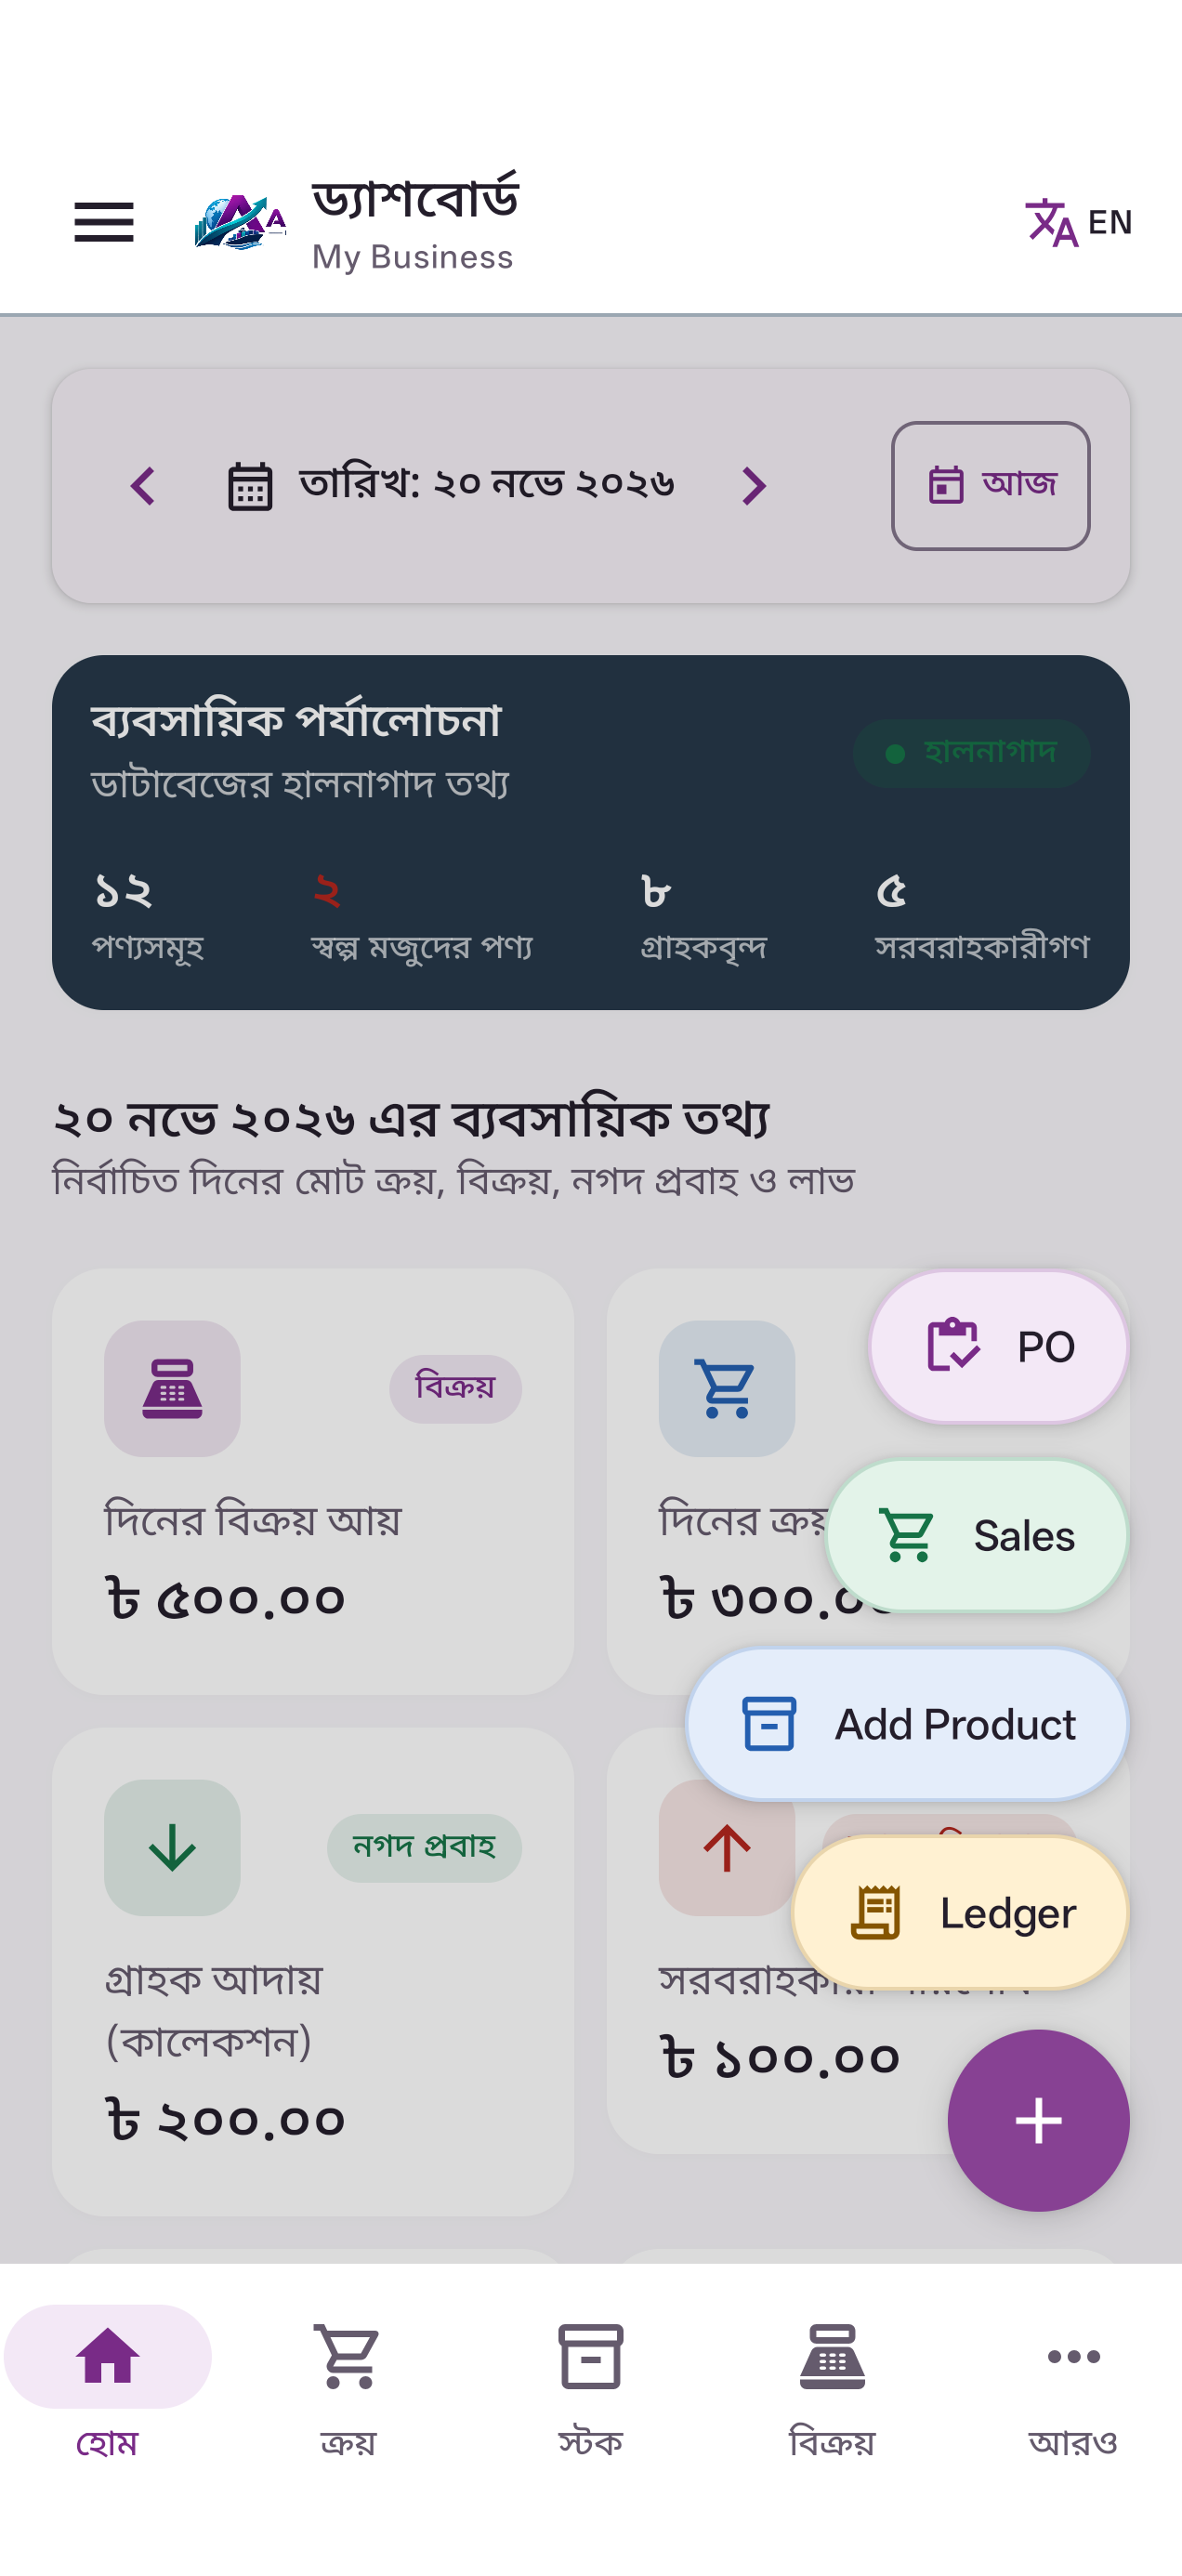 ড্যাশবোর্ড
My Business
EN
তারিখ: ২০ নভে ২০২৬
আজ
ব্যবসায়িক পর্যালোচনা
ডাটাবেজের হালনাগাদ তথ্য
হালনাগাদ
১২
২
৮
৫
পণ্যসমূহ
স্বল্প মজুদের পণ্য
গ্রাহকবৃন্দ
সরবরাহকারীগণ
২০ নভে ২০২৬ এর ব্যবসায়িক তথ্য
নির্বাচিত দিনের মোট ক্রয়, বিক্রয়, নগদ প্রবাহ ও লাভ
বিক্রয়
PO
দিনের বিক্রয় আয়
৳ ৫০০.০০
দিনের ক্রয়
৳ ৩০০.০০
Sales
Add Product
নগদ প্রবাহ
Ledger
গ্রাহক আদায়
(কালেকশন)
৳ ২০০.০০
৳ ১০০.০০
হোম
ক্রয়
স্টক
বিক্রয়
আরও